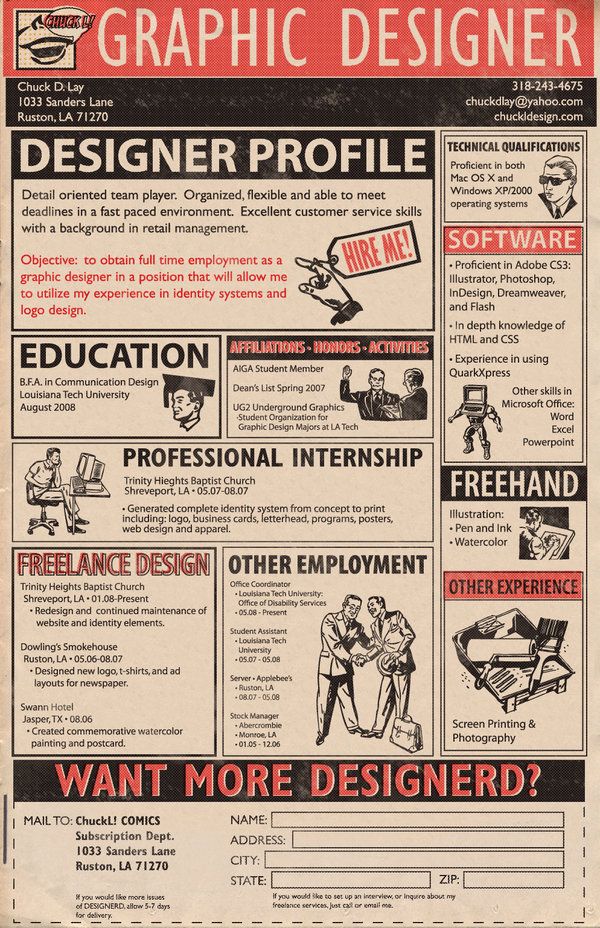 CHUCK L!
GRAPHIC DESIGNER
Chuck D. Lay
1033 Sanders Lane
Ruston, LA 71270
318-243-4675
chuckdlay@yahoo.com
chuckldesign.com
DESIGNER PROFILE
Detail oriented team player. Organized, flexible and able to meet
deadlines in a fast paced environment. Excellent customer service skills
with a background in retail management.
Objective: to obtain full time employment as a
graphic designer in a position that will allow me
to utilize my experience in identity systems and
logo design.
HIRE ME!
TECHNICAL QUALIFICATIONS
Proficient in both
Mac OS X and
Windows XP/2000
operating systems
SOFTWARE
• Proficient in Adobe CS3:
Illustrator, Photoshop,
InDesign, Dreamweaver,
and Flash
• In depth knowledge of
HTML and CSS
• Experience in using
QuarkXpress
Other skills in
Microsoft Office:
Word
Excel
Powerpoint
EDUCATION
B.F.A. in Communication Design
Louisiana Tech University
August 2008
AFFILIATIONS • HONORS • ACTIVITIES
AIGA Student Member
Dean's List Spring 2007
UG2 Underground Graphics
·Student Organization for
Graphic Design Majors at LA Tech
PROFESSIONAL INTERNSHIP
Trinity Hieghts Baptist Church
Shreveport, LA • 05.07-08.07
• Generated complete identity system from concept to print
including: logo, business cards, letterhead, programs, posters,
web design and apparel.
FREEHAND
Illustration:
• Pen and Ink
• Watercolor
FREELANCE DESIGN
Trinity Heights Baptist Church
Shreveport, LA • 01.08-Present
• Redesign and continued maintenance of
website and identity elements.
Dowling's Smokehouse
Ruston, LA • 05.06-08.07
• Designed new logo, t-shirts, and ad
layouts for newspaper.
Swann Hotel
Jasper, TX • 08.06
• Created commemorative watercolor
painting and postcard.
OTHER EMPLOYMENT
Office Coordinator
• Louisiana Tech University:
Office of Disability Services
• 05.08 - Present
Student Assistant
• Louisiana Tech
University
• 05.07 - 05.08
Server • Applebee's
• Ruston, LA
• 08.07 - 05.08
Stock Manager
• Abercrombie
• Monroe, LA
• 01.05 - 12.06
OTHER EXPERIENCE
Screen Printing &
Photography
WANT MORE DESIGNERD?
MAIL TO: ChuckL! COMICS
Subscription Dept.
1033 Sanders Lane
Ruston, LA 71270
If you would like more issues
of DESIGNERD, allow 5-7 days
for delivery.
NAME:
ADDRESS:
CITY:
STATE:
ZIP:
If you would like to set up an interview, or inquire about my
freelance services, just call or email me.